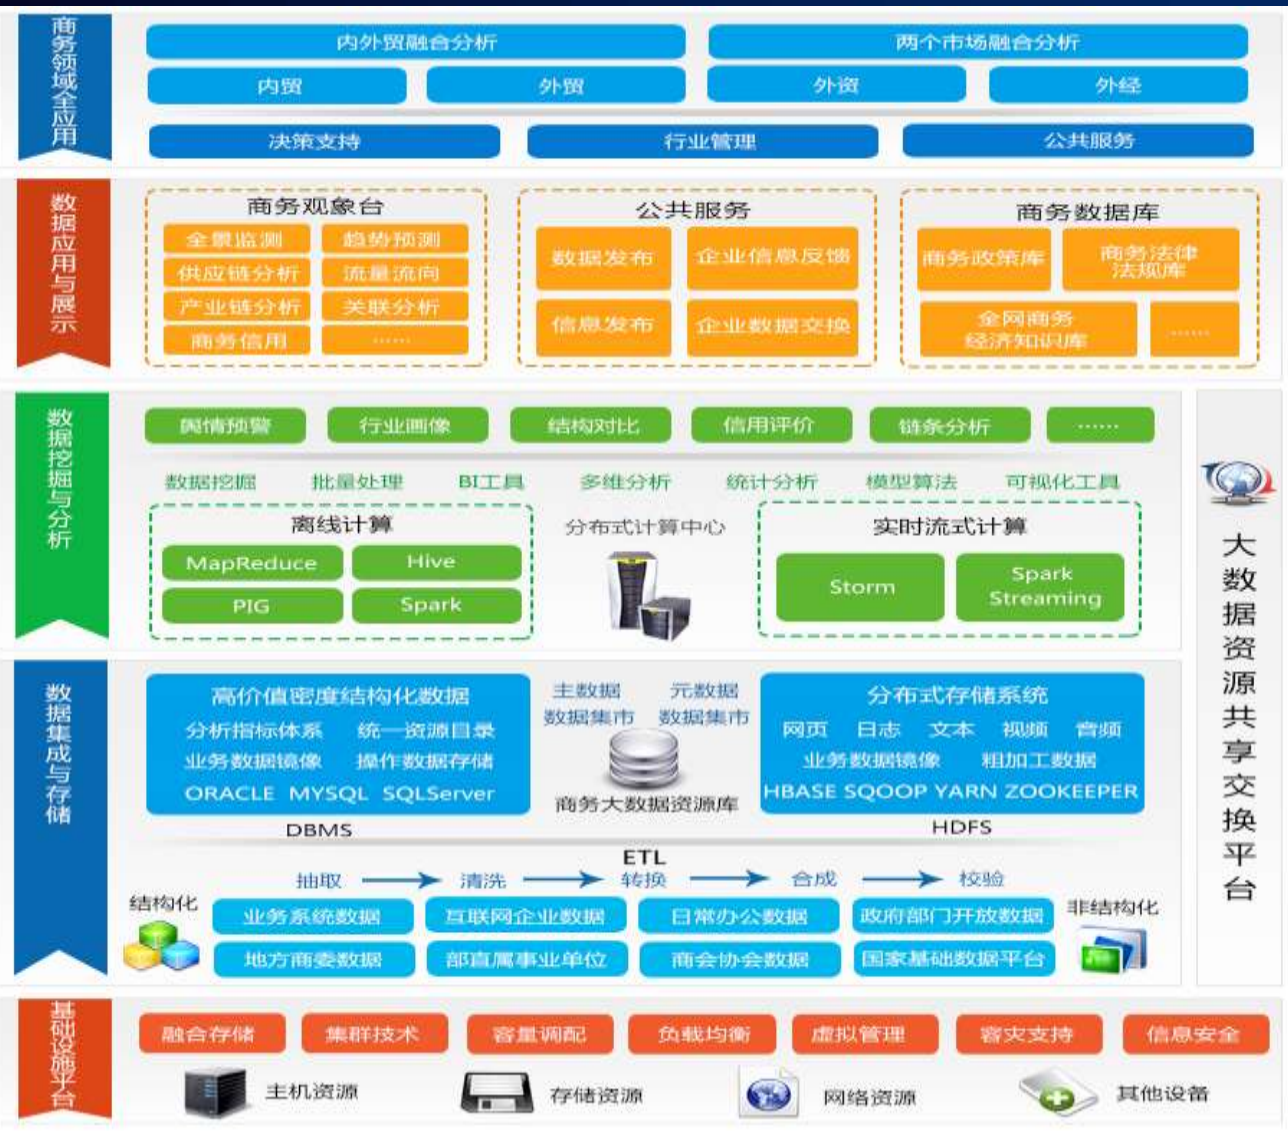 商务领域全应用
内外贸融合分析
两个市场融合分析
内贸
外贸
外资
外经
决策支持
行业管理
公共服务
数据应用与展示
商务观象台
全景监测
趋势预测
供应链分析
流量流向
产业链分析
关联分析
商务信用
......
公共服务
数据发布
企业信息反馈
信息发布
企业数据交换
商务数据库
商务政策库
商务法律
法规库
全网商务
经济知识库
......
数据挖掘与分析
舆情预警
行业画像
结构对比
信用评价
链条分析
......
数据挖掘
批量处理
BI工具
多维分析
统计分析
模型算法
可视化工具
离线计算
MapReduce
Hive
PIG
Spark
分布式计算中心
实时流式计算
Storm
Spark
Streaming
大数据资源共享交换平台
数据集成与存储
高价值密度结构化数据
分析指标体系 统一资源目录
业务数据镜像 操作数据存储
ORACLE MYSQL SQLServer
DBMS
主数据 元数据
数据集市 数据集市
商务大数据资源库
分布式存储系统
网页 日志 文本 视频 音频
业务数据镜像 粗加工数据
HBASE SQOOP YARN ZOOKEEPER
HDFS
ETL
抽取 清洗 转换 合成 校验
结构化
业务系统数据
互联网企业数据
日常办公数据
政府部门开放数据
非结构化
地方商委数据
部直属事业单位
商会协会数据
国家基础数据平台
基础设施平台
融合存储
集群技术
容量调配
负载均衡
虚拟管理
容灾支持
信息安全
主机资源
存储资源
网络资源
其他设备